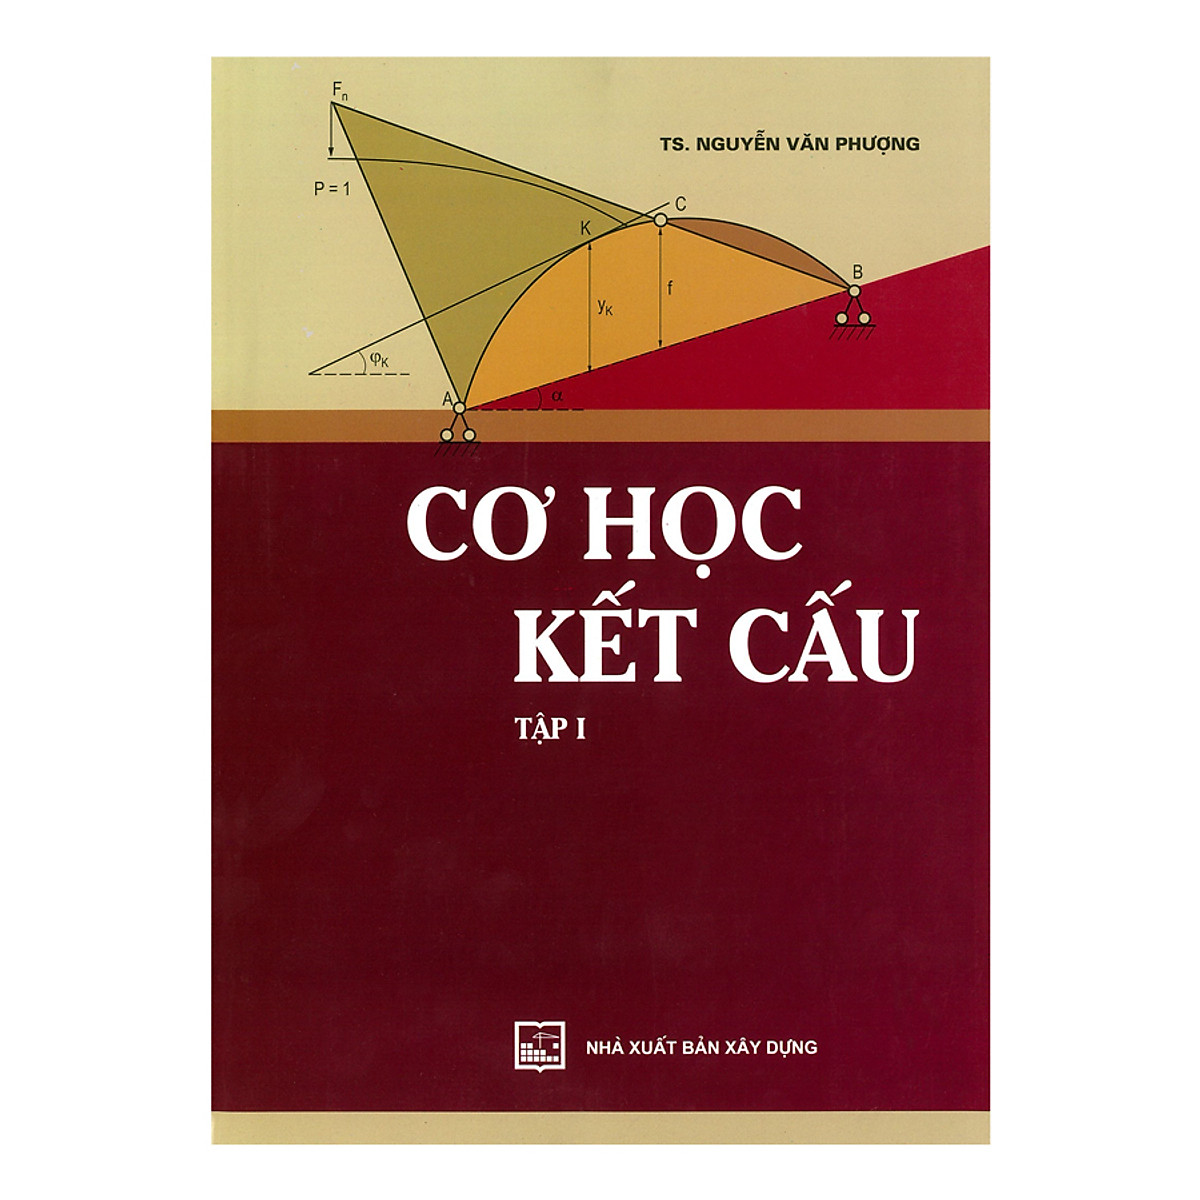 Fn
TS. NGUYỄN VĂN PHƯỢNG
P = 1
C
K
B
f
yK
φK
A
α
CƠ HỌC
KẾT CẤU
TẬP I
NHÀ XUẤT BẢN XÂY DỰNG